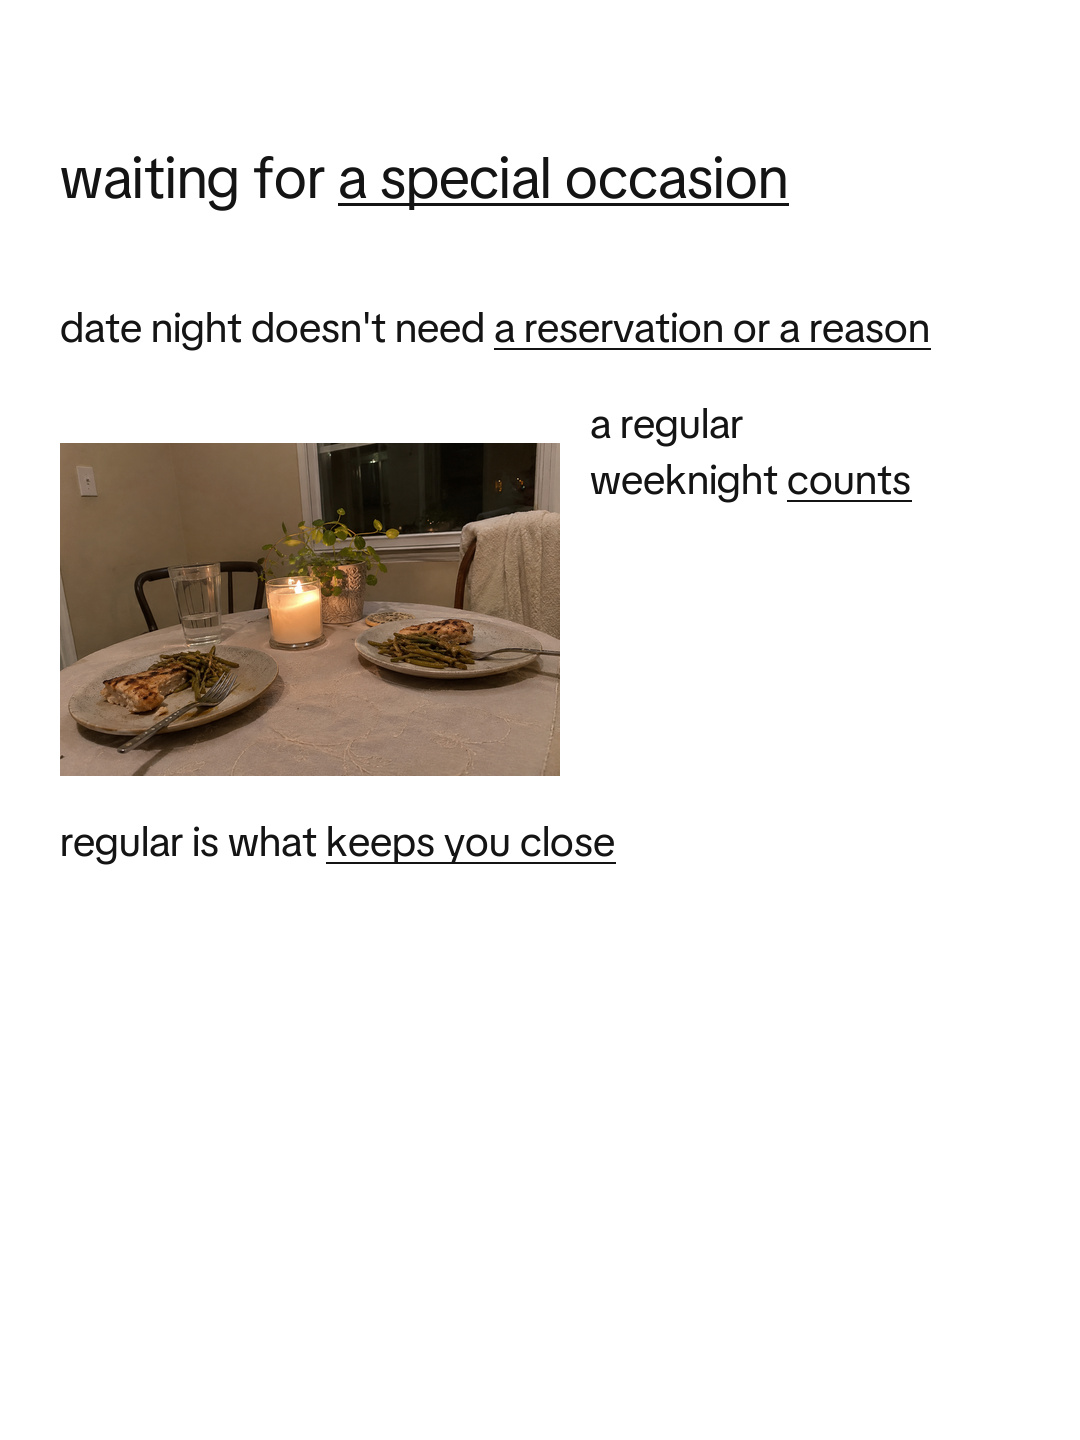 waiting for a special occasion
date night doesn't need a reservation or a reason
a regular
weeknight counts
regular is what keeps you close